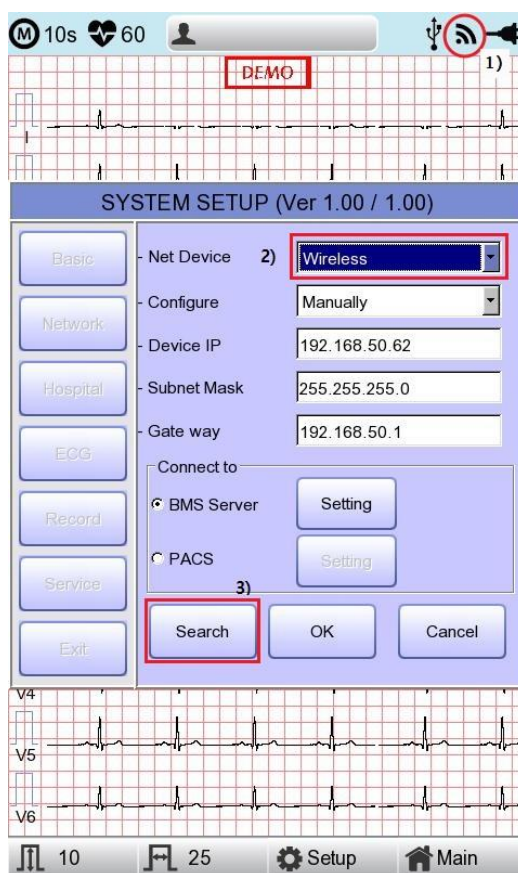 M 10s 60
1)
DEMO
I
SYSTEM SETUP (Ver 1.00 / 1.00)
Basic
Network
Hospital
ECG
Record
Service
Exit
- Net Device 2) Wireless
- Configure Manually
- Device IP 192.168.50.62
- Subnet Mask 255.255.255.0
- Gate way 192.168.50.1
Connect to
BMS Server Setting
PACS Setting
3)
Search OK Cancel
V4
V5
V6
10 25 Setup Main